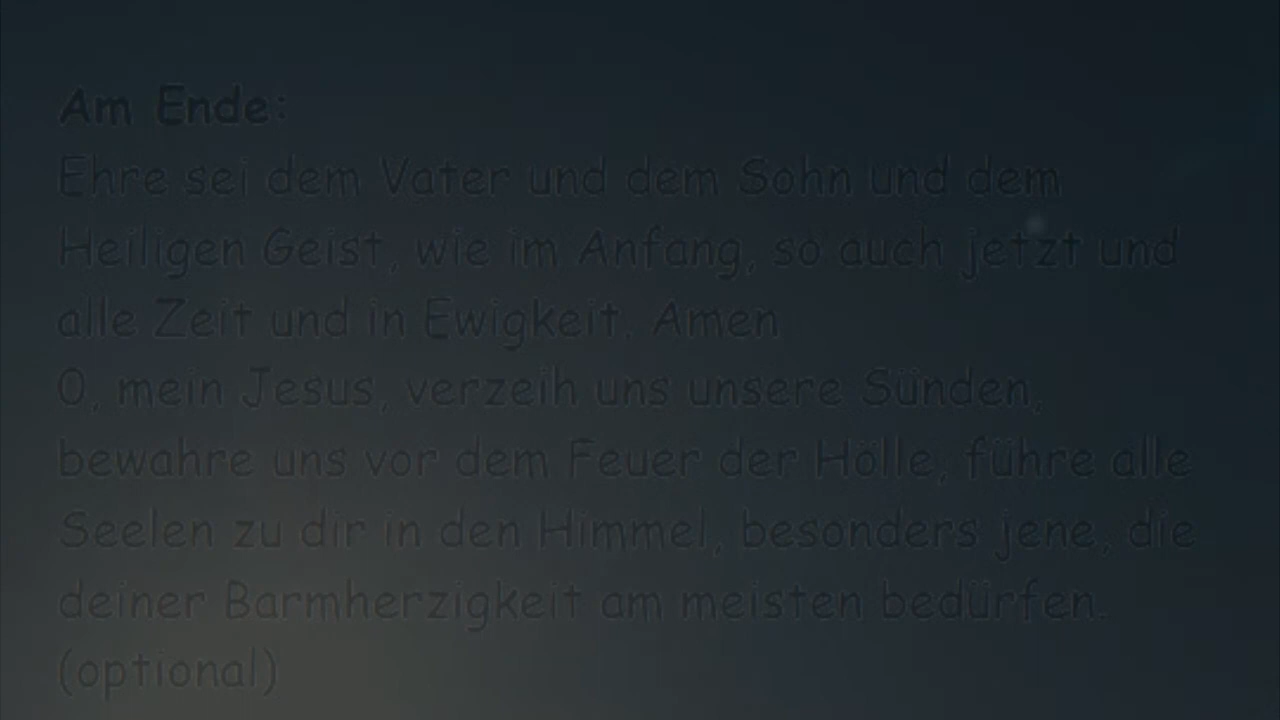 Am Ende:
Ehre sei dem Vater und dem Sohn und dem
Heiligen Geist, wie im Anfang, so auch jetzt und
alle Zeit und in Ewigkeit. Amen
O, mein Jesus, verzeih uns unsere Sünden,
bewahre uns vor dem Feuer der Hölle, führe alle
Seelen zu dir in den Himmel, besonders jene, die
deiner Barmherzigkeit am meisten bedürfen.
(optional)